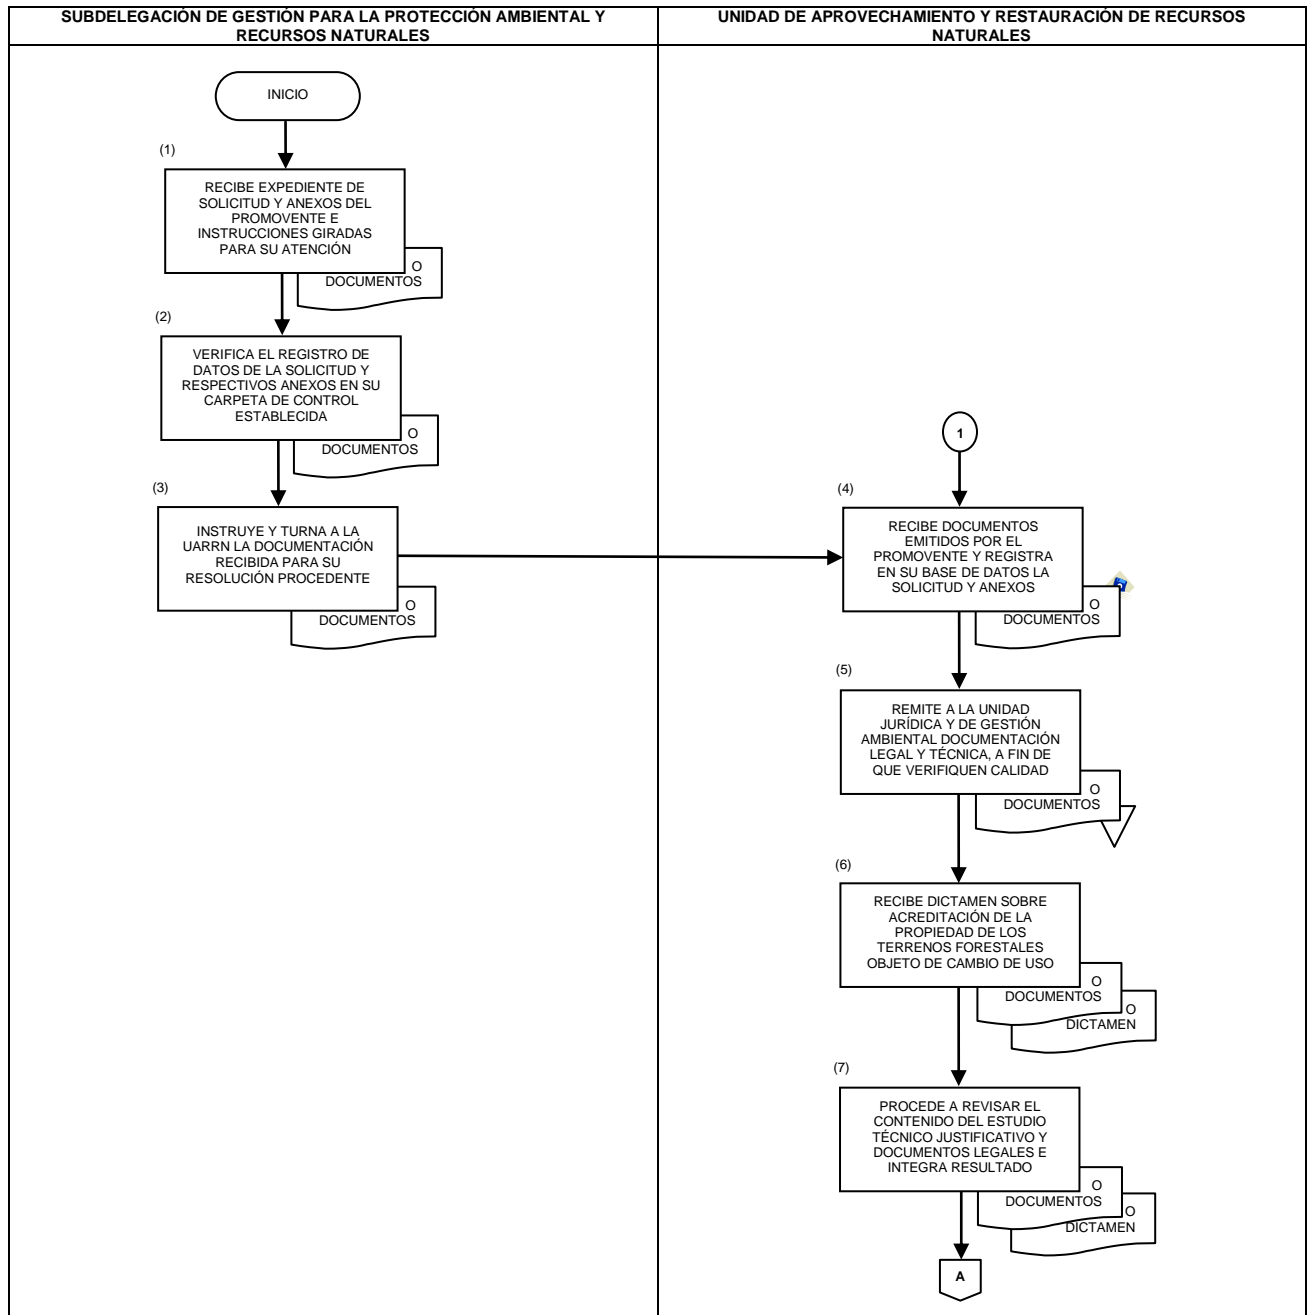 SUBDELEGACIÓN DE GESTIÓN PARA LA PROTECCIÓN AMBIENTAL Y
RECURSOS NATURALES
UNIDAD DE APROVECHAMIENTO Y RESTAURACIÓN DE RECURSOS
NATURALES
INICIO
(1)
RECIBE EXPEDIENTE DE
SOLICITUD Y ANEXOS DEL
PROMOVENTE E
INSTRUCCIONES GIRADAS
PARA SU ATENCIÓN
O
DOCUMENTOS
(2)
VERIFICA EL REGISTRO DE
DATOS DE LA SOLICITUD Y
RESPECTIVOS ANEXOS EN SU
CARPETA DE CONTROL
ESTABLECIDA
O
DOCUMENTOS
(3)
INSTRUYE Y TURNA A LA
UARRN LA DOCUMENTACIÓN
RECIBIDA PARA SU
RESOLUCIÓN PROCEDENTE
O
DOCUMENTOS
1
(4)
RECIBE DOCUMENTOS
EMITIDOS POR EL
PROMOVENTE Y REGISTRA
EN SU BASE DE DATOS LA
SOLICITUD Y ANEXOS
O
DOCUMENTOS
(5)
REMITE A LA UNIDAD
JURÍDICA Y DE GESTIÓN
AMBIENTAL DOCUMENTACIÓN
LEGAL Y TÉCNICA, A FIN DE
QUE VERIFIQUEN CALIDAD
O
DOCUMENTOS
(6)
RECIBE DICTAMEN SOBRE
ACREDITACIÓN DE LA
PROPIEDAD DE LOS
TERRENOS FORESTALES
OBJETO DE CAMBIO DE USO
O
DOCUMENTOS
O
DICTAMEN
(7)
PROCEDE A REVISAR EL
CONTENIDO DEL ESTUDIO
TÉCNICO JUSTIFICATIVO Y
DOCUMENTOS LEGALES E
INTEGRA RESULTADO
O
DOCUMENTOS
O
DICTAMEN
A